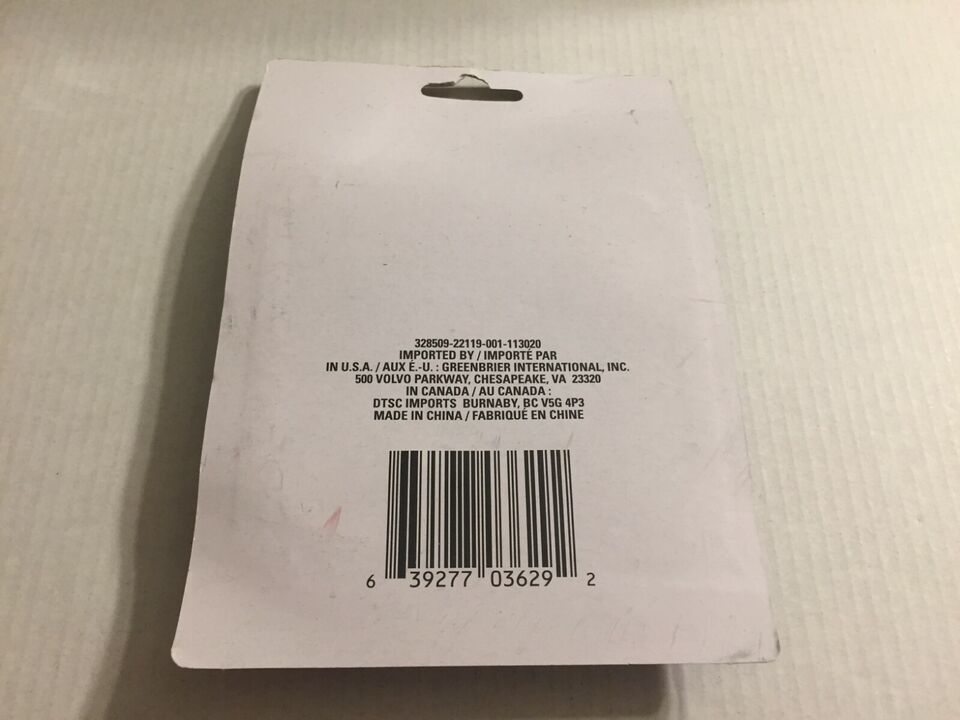 328509-22119-001-113020
IMPORTED BY / IMPORTÉ PAR
IN U.S.A. / AUX É.-U. : GREENBRIER INTERNATIONAL, INC.
500 VOLVO PARKWAY, CHESAPEAKE, VA 23320
IN CANADA / AU CANADA :
DTSC IMPORTS BURNABY, BC V5G 4P3
MADE IN CHINA / FABRIQUÉ EN CHINE
6 39277 03629 2